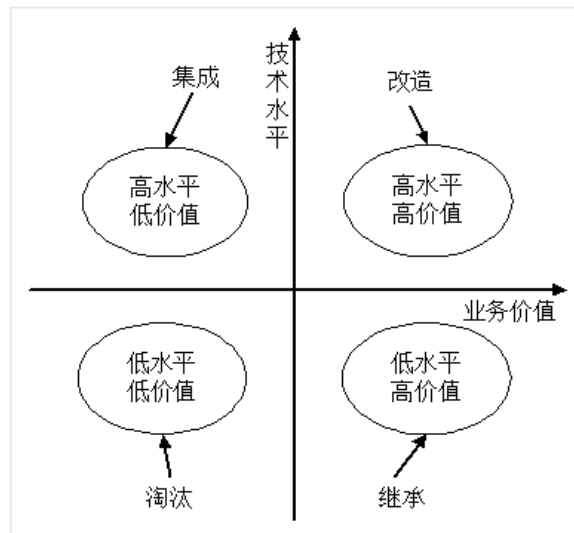 技术水平
集成
改造
高水平
低价值
高水平
高价值
业务价值
低水平
低价值
低水平
高价值
淘汰
继承